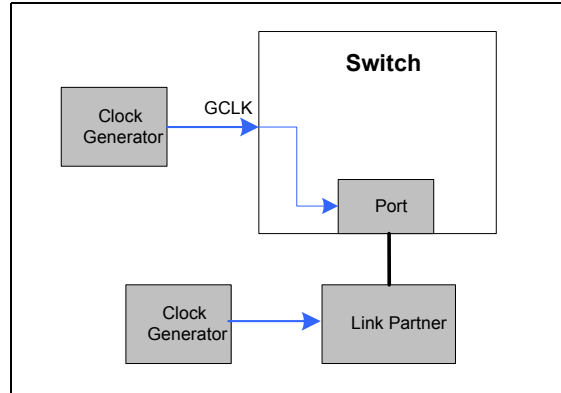 Switch
GCLK
Clock
Generator
Port
Clock
Generator
Link Partner